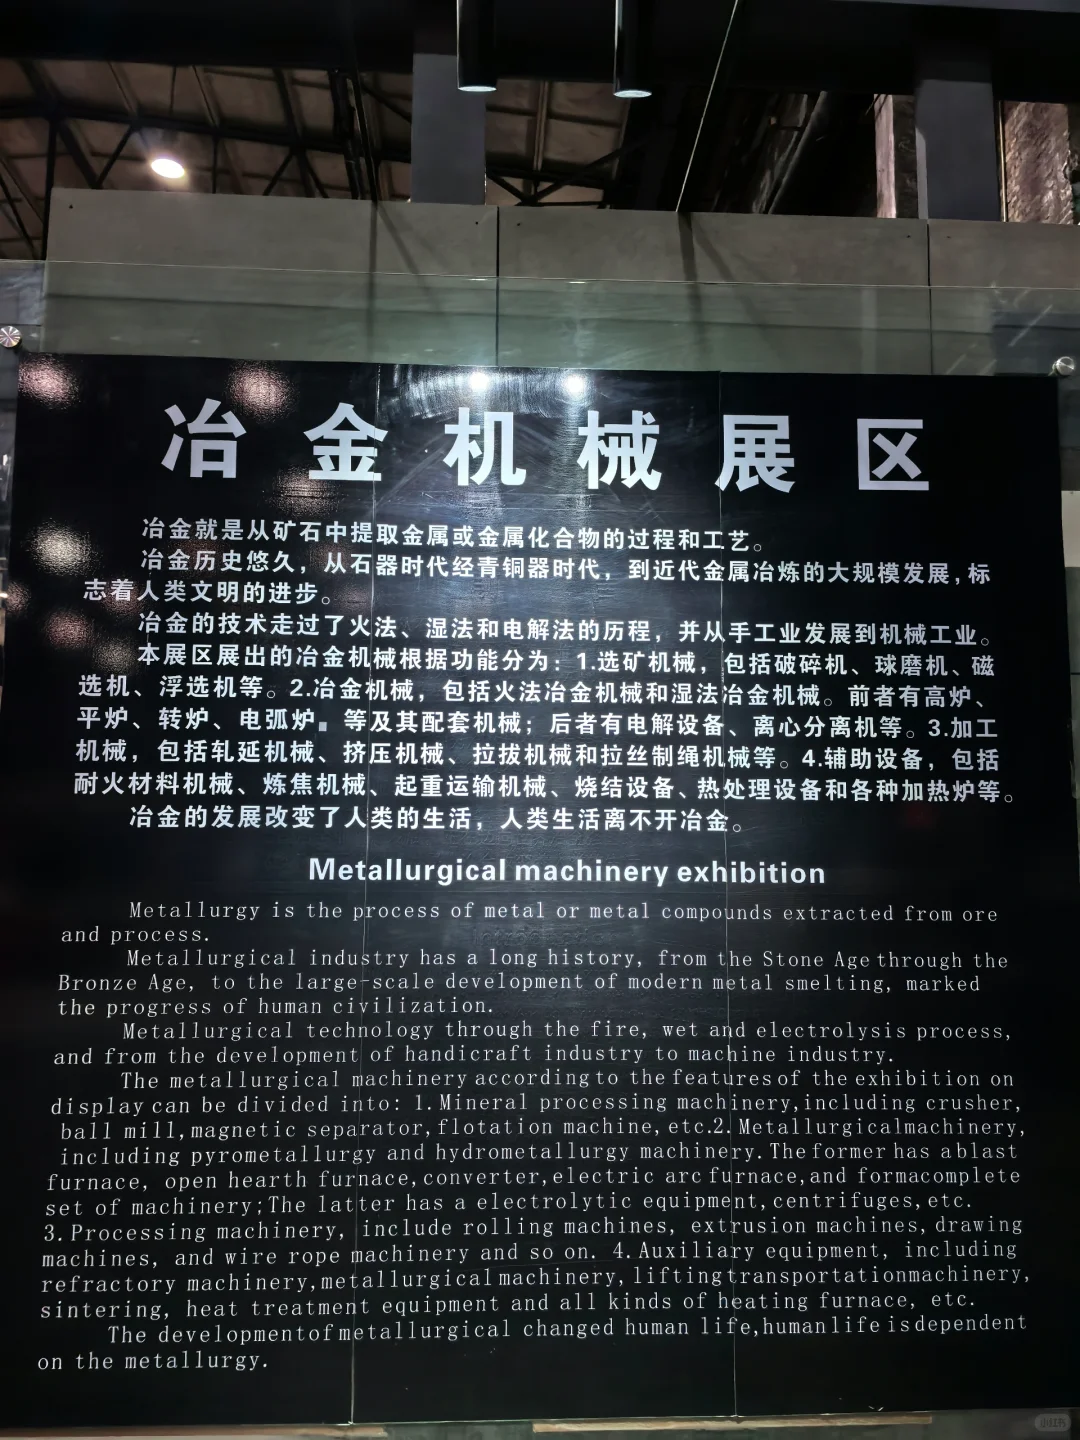 冶金机械展区
冶金就是从矿石中提取金属或金属化合物的过程和工艺。
冶金历史悠久，从石器时代经青铜器时代，到近代金属冶炼的大规模发展，标
志着人类文明的进步。
冶金的技术走过了火法、湿法和电解法的历程，并从手工业发展到机械工业。
本展区展出的冶金机械根据功能分为：1.选矿机械，包括破碎机、球磨机、磁
选机、浮选机等。2.冶金机械，包括火法冶金机械和湿法冶金机械。前者有高炉、
平炉、转炉、电弧炉■等及其配套机械；后者有电解设备、离心分离机等。3.加工
机械，包括轧延机械、挤压机械、拉拔机械和拉丝制绳机械等。4.辅助设备，包括
耐火材料机械、炼焦机械、起重运输机械、烧结设备、热处理设备和各种加热炉等。
冶金的发展改变了人类的生活，人类生活离不开冶金。
Metallurgical machinery exhibition
Metallurgy is the process of metal or metal compounds extracted from ore
and process.
Metallurgical industry has a long history, from the Stone Age through the
Bronze Age, to the large-scale development of modern metal smelting, marked
the progress of human civilization.
Metallurgical technology through the fire, wet and electrolysis process,
and from the development of handicraft industry to machine industry.
The metallurgical machinery according to the features of the exhibition on
display can be divided into: 1. Mineral processing machinery, including crusher,
ball mill, magnetic separator, flotation machine, etc.2. Metallurgicalmachinery,
including pyrometallurgy and hydrometallurgy machinery. The former has ablast
furnace, open hearth furnace, converter, electric arc furnace, and formacomplete
set of machinery;The latter has a electrolytic equipment, centrifuges, etc.
3. Processing machinery, include rolling machines, extrusion machines, drawing
machines, and wire rope machinery and so on. 4. Auxiliary equipment, including
refractory machinery, metallurgical machinery, liftingtransportationmachinery,
sintering, heat treatment equipment and all kinds of heating furnace, etc.
The developmentof metallurgical changed human life, human life is dependent
on the metallurgy.
小红书